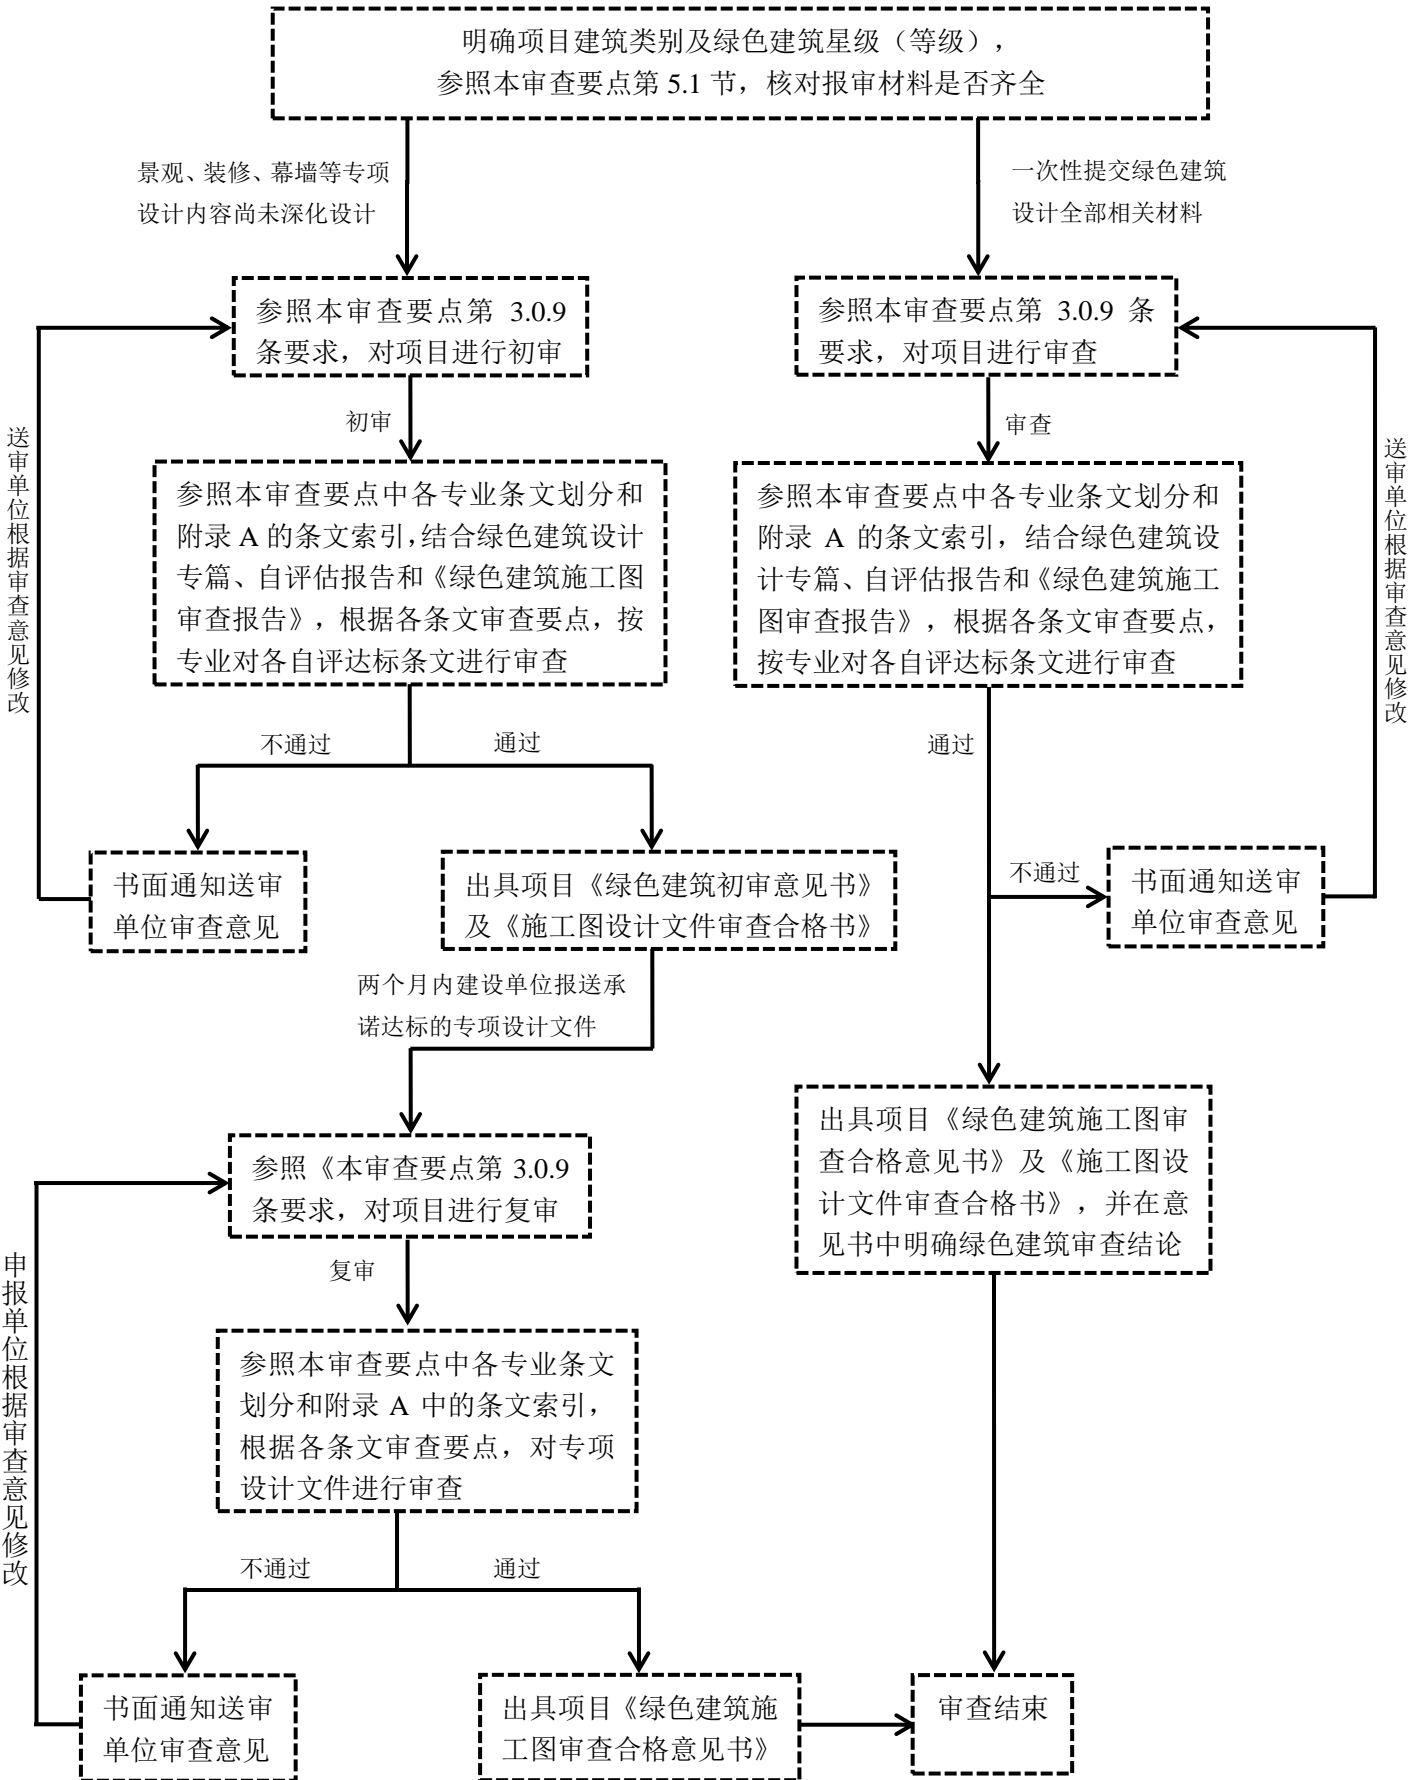 明确项目建筑类别及绿色建筑星级（等级），
参照本审查要点第 5.1 节，核对报审材料是否齐全
景观、装修、幕墙等专项
设计内容尚未深化设计
一次性提交绿色建筑
设计全部相关材料
参照本审查要点第 3.0.9
条要求，对项目进行初审
参照本审查要点第 3.0.9 条
要求，对项目进行审查
初审
审查
送审单位根据审查意见修改
送审单位根据审查意见修改
参照本审查要点中各专业条文划分和
附录 A 的条文索引，结合绿色建筑设计
专篇、自评估报告和《绿色建筑施工图
审查报告》，根据各条文审查要点，按
专业对各自评达标条文进行审查
参照本审查要点中各专业条文划分和
附录 A 的条文索引，结合绿色建筑设
计专篇、自评估报告和《绿色建筑施工
图审查报告》，根据各条文审查要点，
按专业对各自评达标条文进行审查
不通过
通过
通过
书面通知送审
单位审查意见
出具项目《绿色建筑初审意见书》
及《施工图设计文件审查合格书》
不通过
书面通知送审
单位审查意见
两个月内建设单位报送承
诺达标的专项设计文件
参照《本审查要点第 3.0.9
条要求，对项目进行复审
出具项目《绿色建筑施工图审
查合格意见书》及《施工图设
计文件审查合格书》，并在意
见书中明确绿色建筑审查结论
复审
申报单位根据审查意见修改
参照本审查要点中各专业条文
划分和附录 A 中的条文索引，
根据各条文审查要点，对专项
设计文件进行审查
不通过
通过
书面通知送审
单位审查意见
出具项目《绿色建筑施
工图审查合格意见书》
审查结束